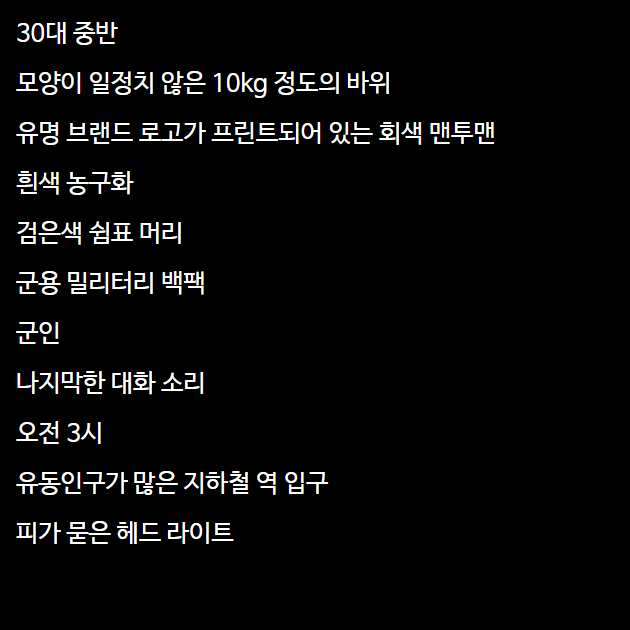 30대 중반
모양이 일정치 않은 10kg 정도의 바위
유명 브랜드 로고가 프린트되어 있는 회색 맨투맨
흰색 농구화
검은색 쉼표 머리
군용 밀리터리 백팩
군인
나지막한 대화 소리
오전 3시
유동인구가 많은 지하철 역 입구
피가 묻은 헤드 라이트